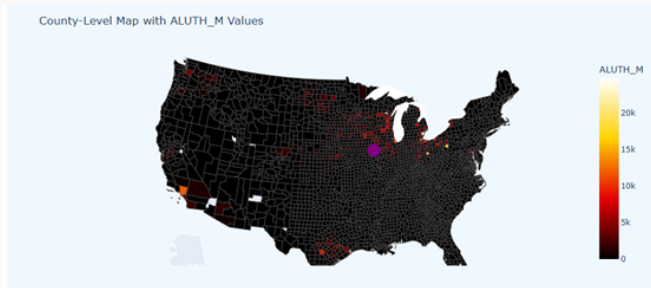 County-Level Map with ALUTH_M Values
ALUTH_M
20k
15k
10k
5k
0